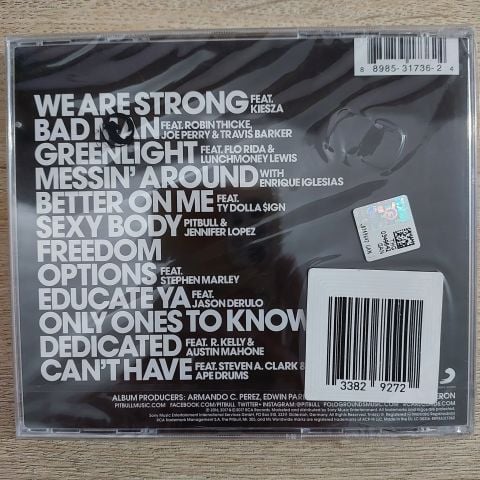 8 8985-31736-2 4
WE ARE STRONG FEAT. KIESZA
BAD MAN FEAT. ROBIN THICKE, JOE PERRY & TRAVIS BARKER
GREENLIGHT FEAT. FLO RIDA & LUNCHMONEY LEWIS
MESSIN' AROUND WITH ENRIQUE IGLESIAS
BETTER ON ME FEAT. TY DOLLA $IGN
SEXY BODY PITBULL & JENNIFER LOPEZ
FREEDOM
OPTIONS FEAT. STEPHEN MARLEY
EDUCATE YA FEAT. JASON DERULO
ONLY ONES TO KNOW
DEDICATED FEAT. R. KELLY & AUSTIN MAHONE
CAN'T HAVE FEAT. STEVEN A. CLARK & APE DRUMS
3382 9272
ALBUM PRODUCERS: ARMANDO C. PEREZ, EDWIN
PITBULLMUSIC.COM FACEBOOK.COM/PITBULL TWITTER+INSTAGRAM:@PITBULL POLOGROUNDSMUSIC.COM